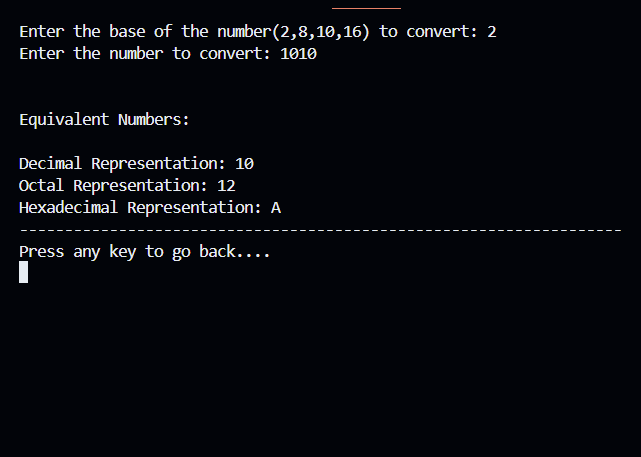 Enter the base of the number(2,8,10,16) to convert: 2
Enter the number to convert: 1010
Equivalent Numbers:
Decimal Representation: 10
Octal Representation: 12
Hexadecimal Representation: A
-------------------------------------------------------------------
Press any key to go back....